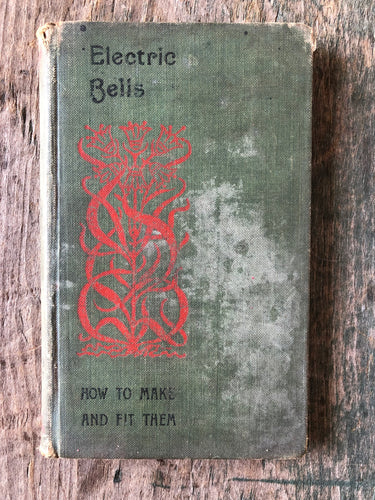 Electric
Bells
HOW TO MAKE
AND FIT THEM